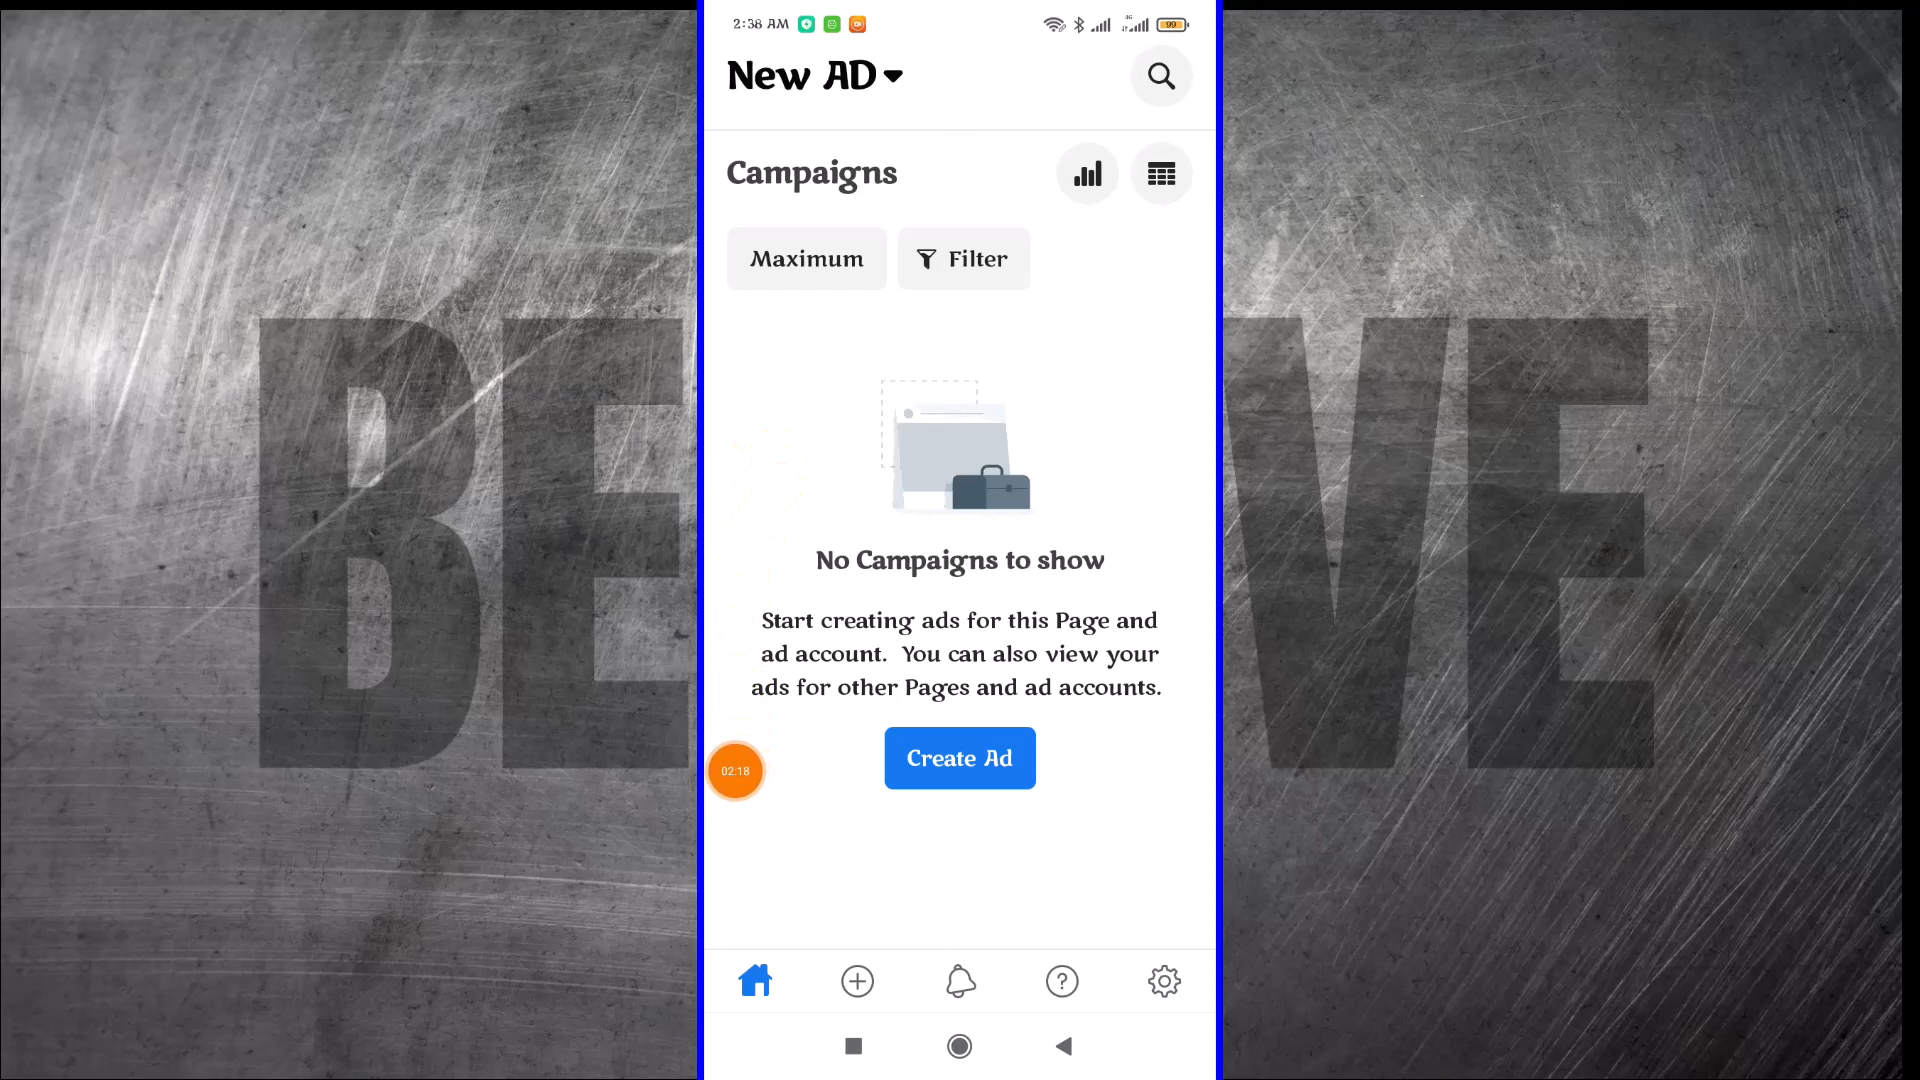 2:38 AM
4G
99
New AD
Campaigns
Maximum
Filter
BE
VE
No Campaigns to show
Start creating ads for this Page and
ad account. You can also view your
ads for other Pages and ad accounts.
Create Ad
02:18
?